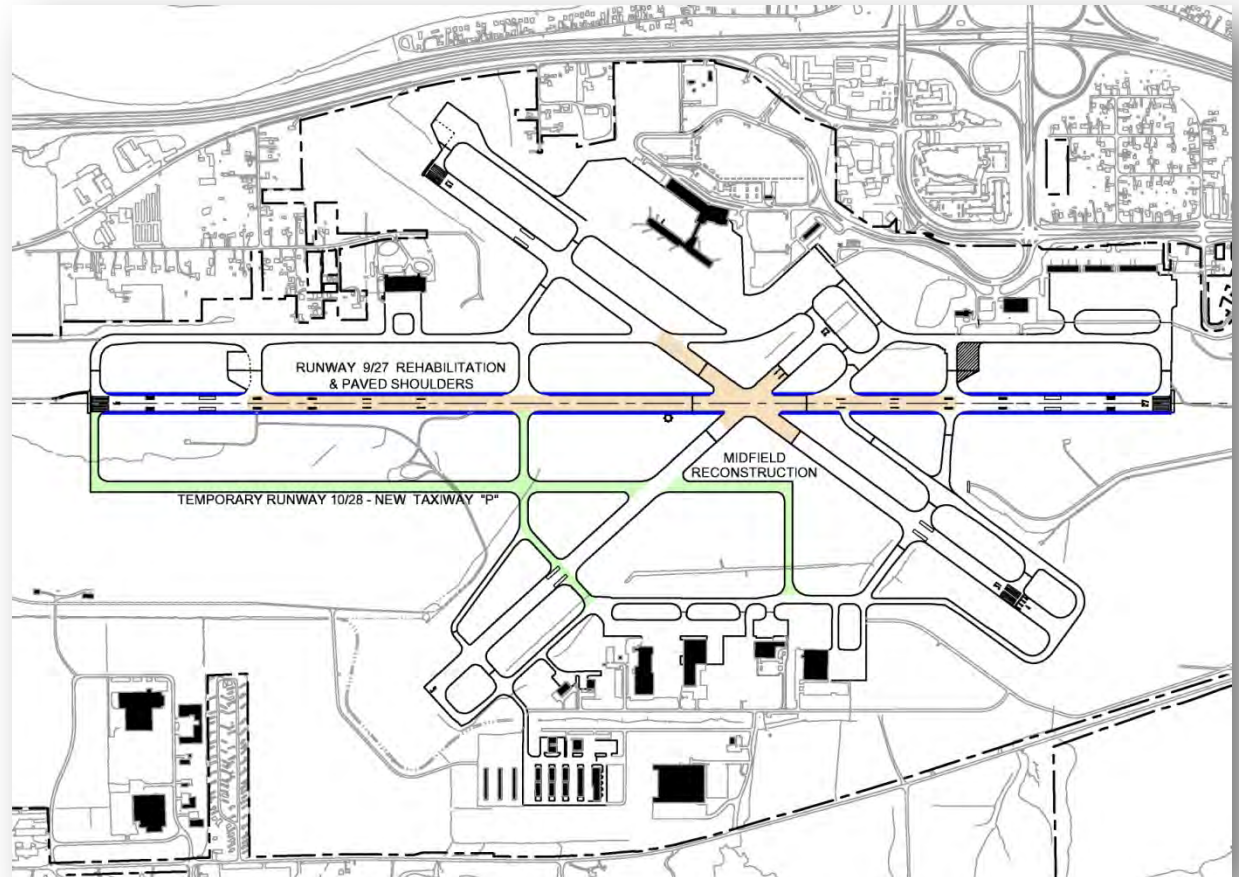 RUNWAY 9/27 REHABILITATION
& PAVED SHOULDERS
MIDFIELD
RECONSTRUCTION
TEMPORARY RUNWAY 10/28 - NEW TAXIWAY "P"